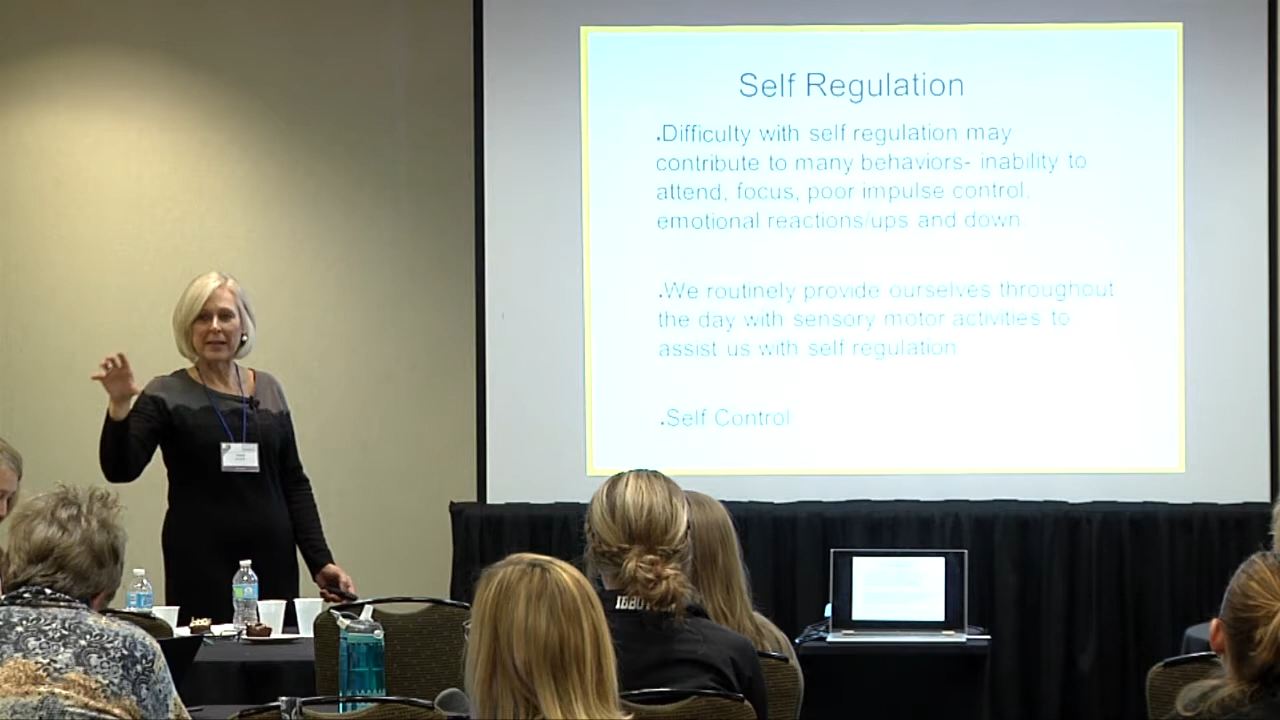 Self Regulation
.Difficulty with self regulation may
contribute to many behaviors- inability to
attend, focus, poor impulse control,
emotional reactions/ups and down
.We routinely provide ourselves throughout
the day with sensory motor activities to
assist us with self regulation
.Self Control